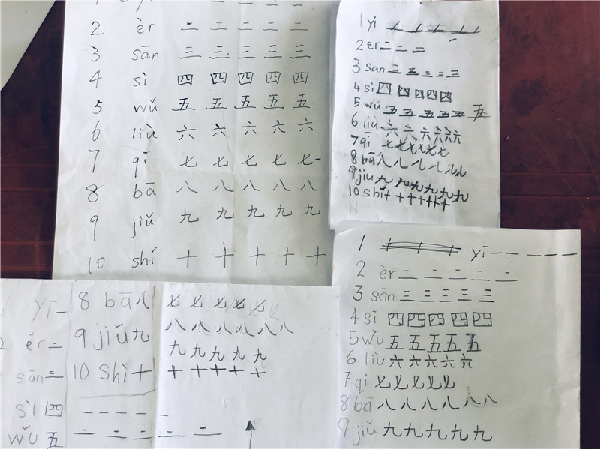 2 èr 二 二 二 二 二
3 sān 三 三 三 三 三
4 sì 四 四 四 四 四
5 wǔ 五 五 五 五 五
6 liù 六 六 六 六 六
7 qī 七 七 七 七 七
8 bā 八 八 八 八 八
9 jiǔ 九 九 九 九 九
10 shí 十 十 十 十 十
1 yī
2 èr 二 二 二
3 sān 三 三 三 三 三
4 sì 四 四 四 四 四
5 wǔ 五 五 五 五 五 五
6 liù 六 六 六 六 六
7 qī 七 七 七 七 七
8 bā 八 八 八 八 八
9 jiǔ 九 九 九 九 九 九
10 shí 十 十 十 十 十
yī 一 8 bā 八 七 七 七 七 七
èr 二 9 jiǔ 九 八 八 八 八 八 八 八
九 九 九 九 九
sān 三 10 shí 十 十 十 十 十 十
sì 四 一 一 一 一 一
wǔ 五 二 二 二 二 二
1 yī 一 一 一 一
2 èr 二 二 二 二 二
3 sān 三 三 三 三 三
4 sì 四 四 四 四 四
5 wǔ 五 五 五 五 五
6 liù 六 六 六 六 六
7 qī 七 七 七 七 七
8 bā 八 八 八 八 八 八
9 jiǔ 九 九 九 九 九